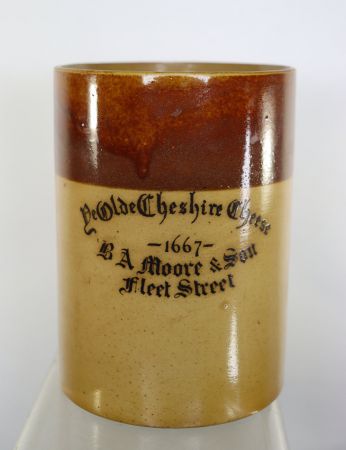 Ye Olde Cheshire Cheese
-1667-
B A Moore & Son
Fleet Street